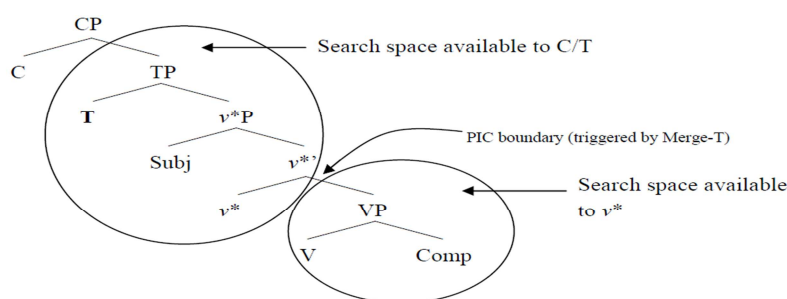 CP
Search space available to C/T
C
TP
T
v*P
PIC boundary (triggered by Merge-T)
Subj
v*'
Search space available
to v*
v*
VP
V
Comp